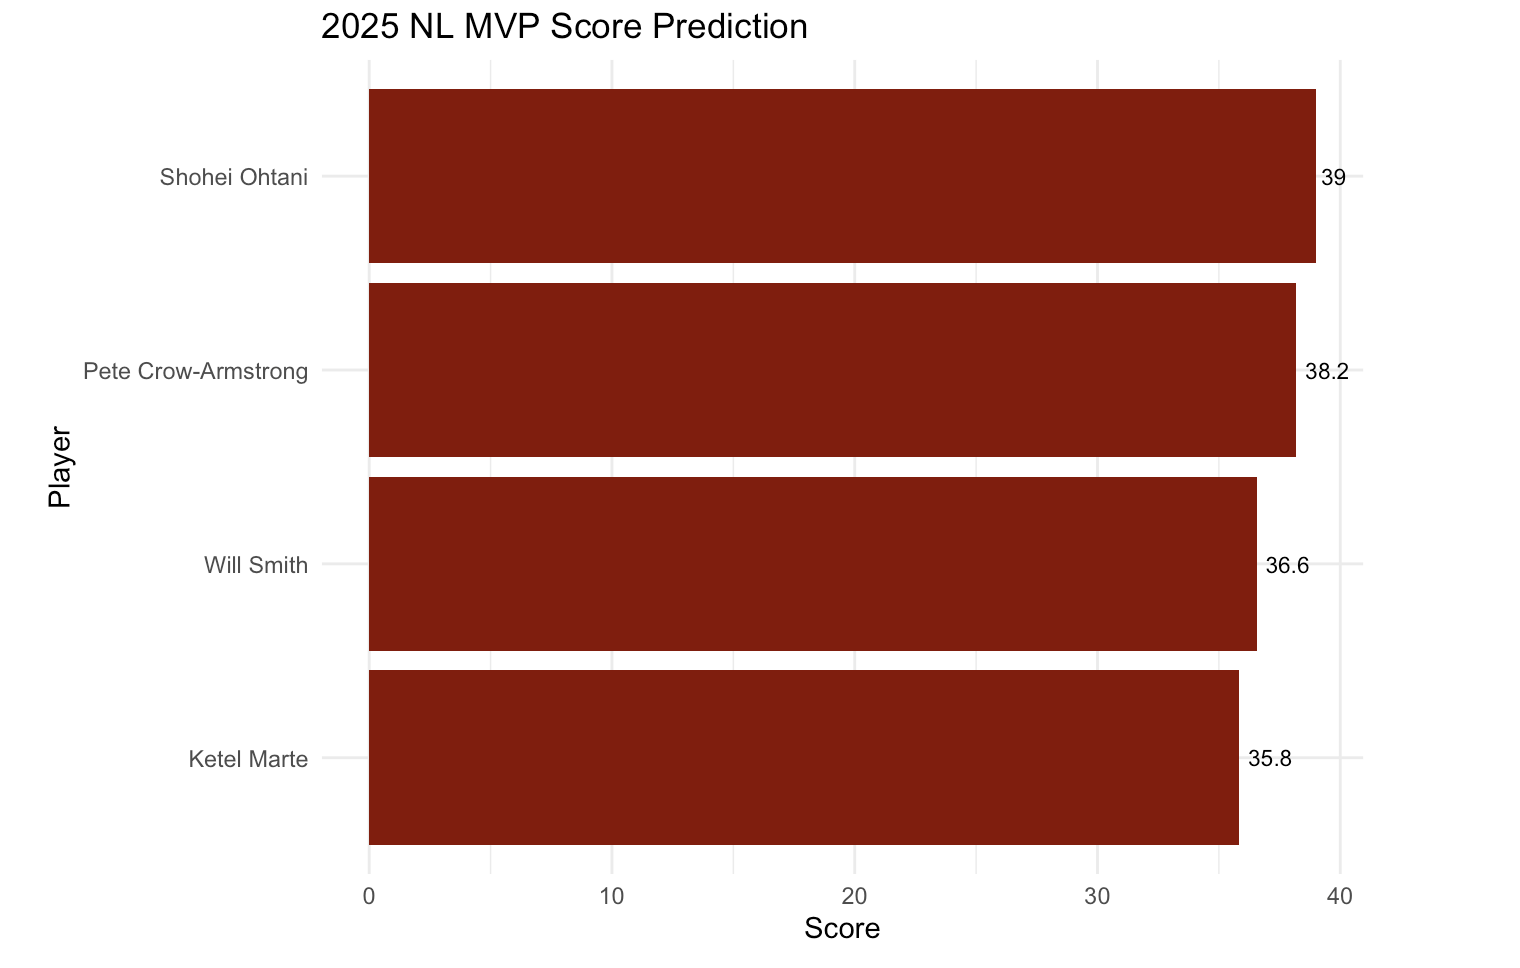 2025 NL MVP Score Prediction
Shohei Ohtani
39
Pete Crow-Armstrong
38.2
Player
Will Smith
36.6
Ketel Marte
35.8
0 10 20 30 40
Score